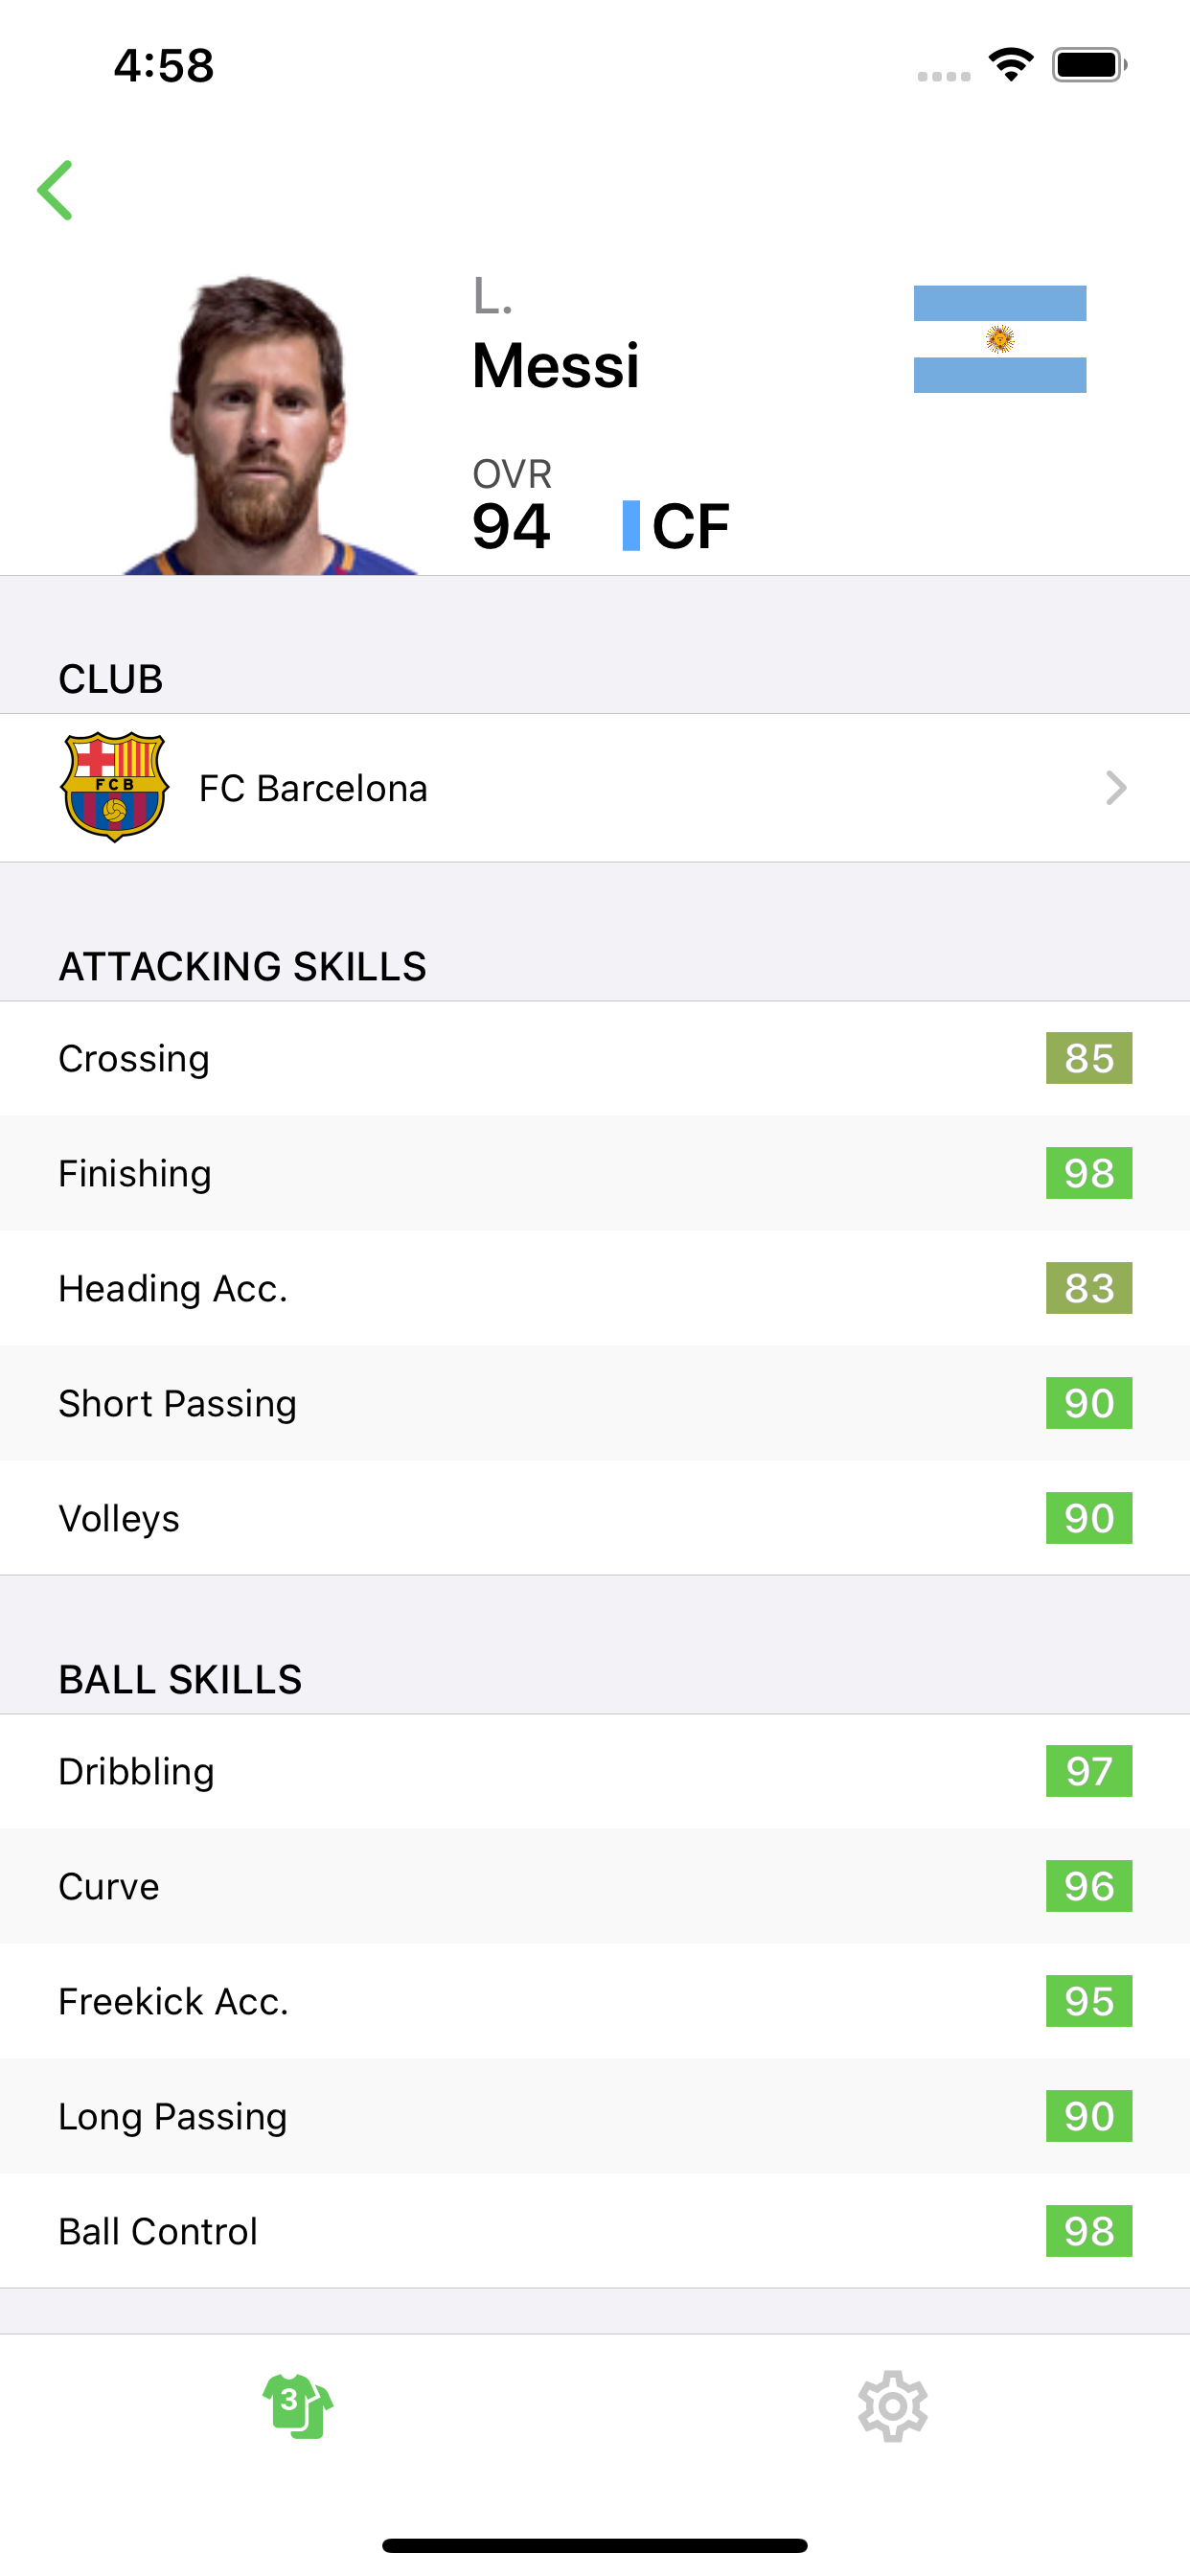 4:58
L.
Messi
OVR
94 CF
CLUB
FCB
FC Barcelona
ATTACKING SKILLS
Crossing 85
Finishing 98
Heading Acc. 83
Short Passing 90
Volleys 90
BALL SKILLS
Dribbling 97
Curve 96
Freekick Acc. 95
Long Passing 90
Ball Control 98
3